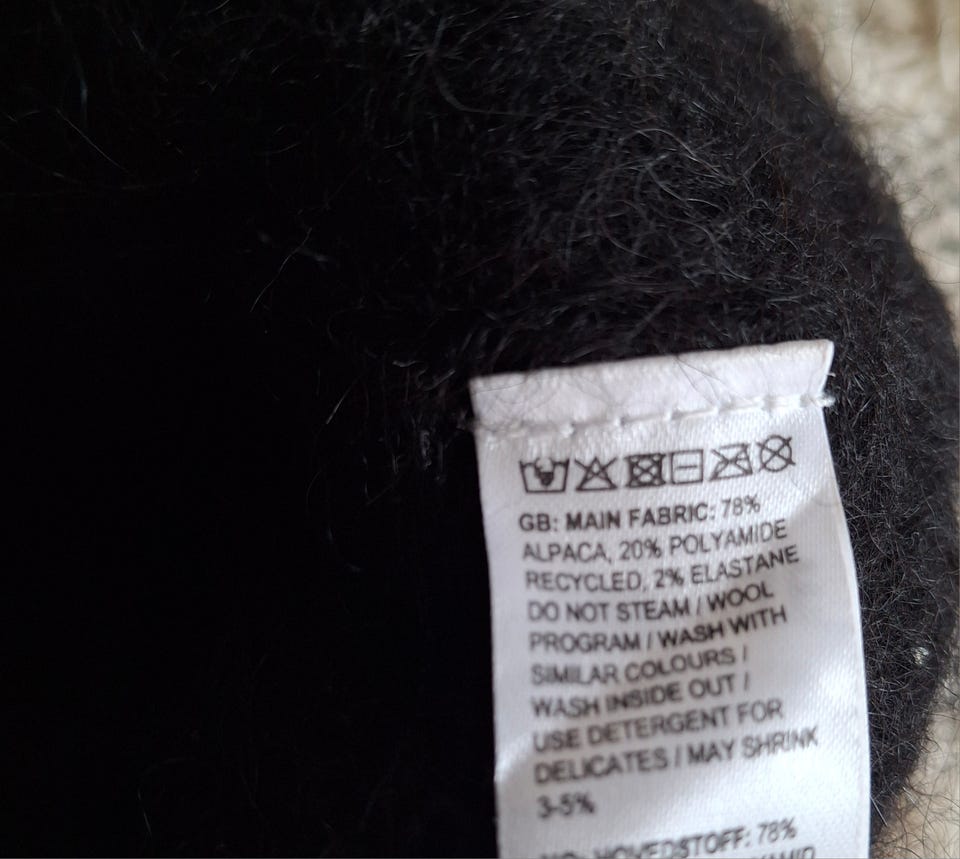 GB: MAIN FABRIC: 78%
ALPACA, 20% POLYAMIDE
RECYCLED, 2% ELASTANE
DO NOT STEAM / WOOL
PROGRAM / WASH WITH
SIMILAR COLOURS /
WASH INSIDE OUT /
USE DETERGENT FOR
DELICATES / MAY SHRINK
3-5%
HOVEDSTOFF: 78%